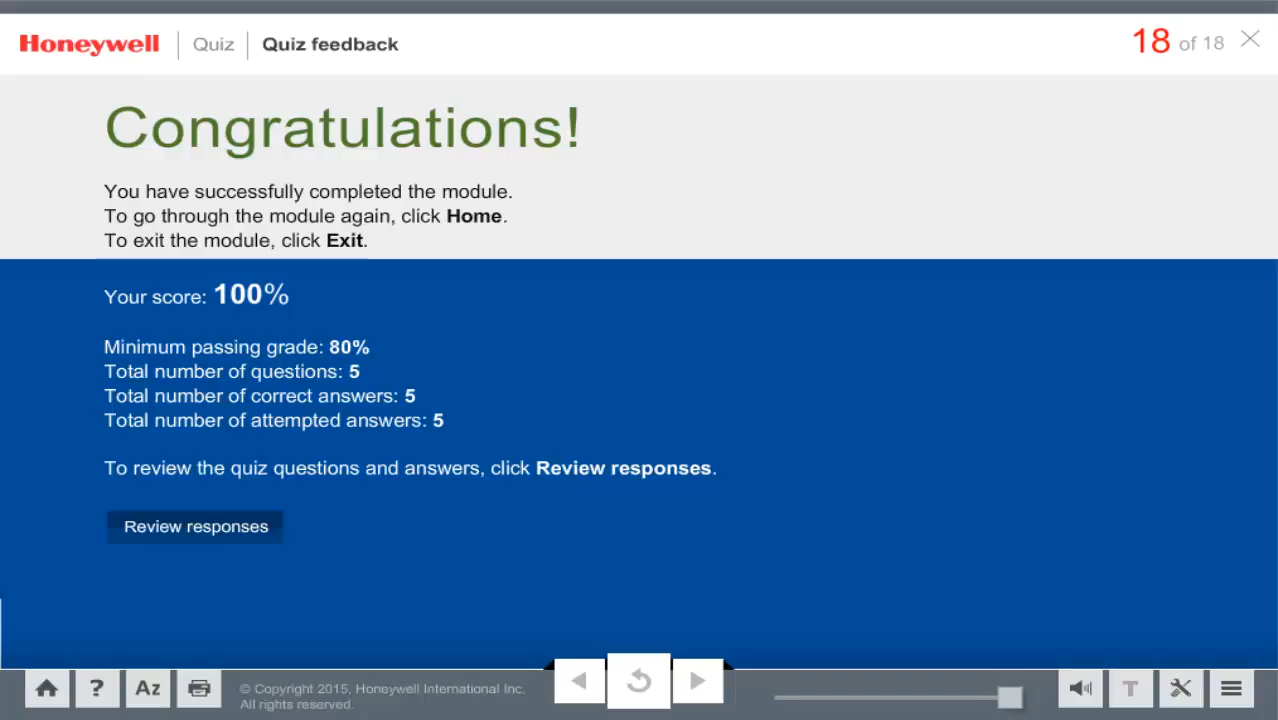 Honeywell | Quiz | Quiz feedback
18 of 18
Congratulations!
You have successfully completed the module.
To go through the module again, click Home.
To exit the module, click Exit.
Your score: 100%
Minimum passing grade: 80%
Total number of questions: 5
Total number of correct answers: 5
Total number of attempted answers: 5
To review the quiz questions and answers, click Review responses.
Review responses
? Az
© Copyright 2015, Honeywell International Inc.
All rights reserved.
T